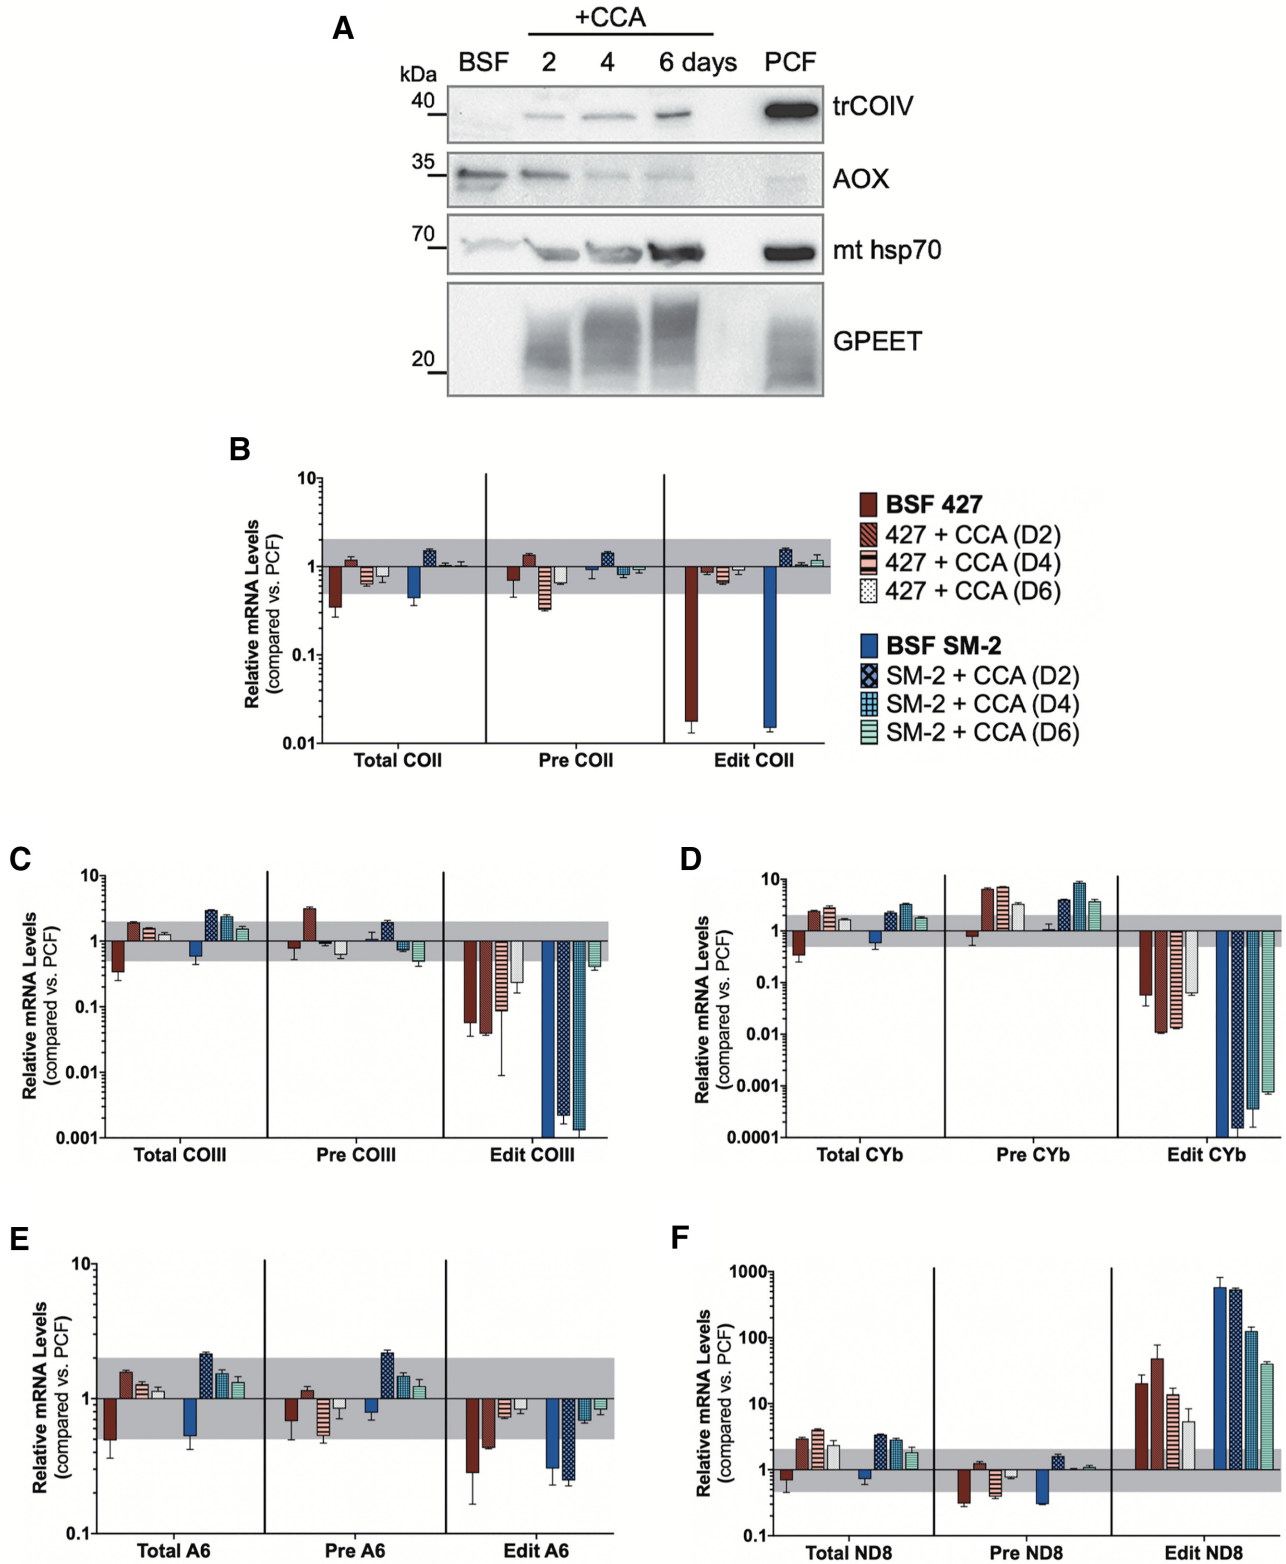 A
+CCA
kDa BSF 2 4 6 days PCF
40 trCOIV
35 AOX
70 mt hsp70
20 GPEET
B
Relative mRNA Levels
(compared vs. PCF)
10
1
0.1
0.01
Total COII Pre COII Edit COII
BSF 427
427 + CCA (D2)
427 + CCA (D4)
427 + CCA (D6)
BSF SM-2
SM-2 + CCA (D2)
SM-2 + CCA (D4)
SM-2 + CCA (D6)
C
Relative mRNA Levels
(compared vs. PCF)
10
1
0.1
0.01
0.001
Total COIII Pre COIII Edit COIII
D
Relative mRNA Levels
(compared vs. PCF)
10
1
0.1
0.01
0.001
0.0001
Total CYb Pre CYb Edit CYb
E
Relative mRNA Levels
(compared vs. PCF)
10
1
0.1
Total A6 Pre A6 Edit A6
F
Relative mRNA Levels
(compared vs. PCF)
1000
100
10
1
0.1
Total ND8 Pre ND8 Edit ND8